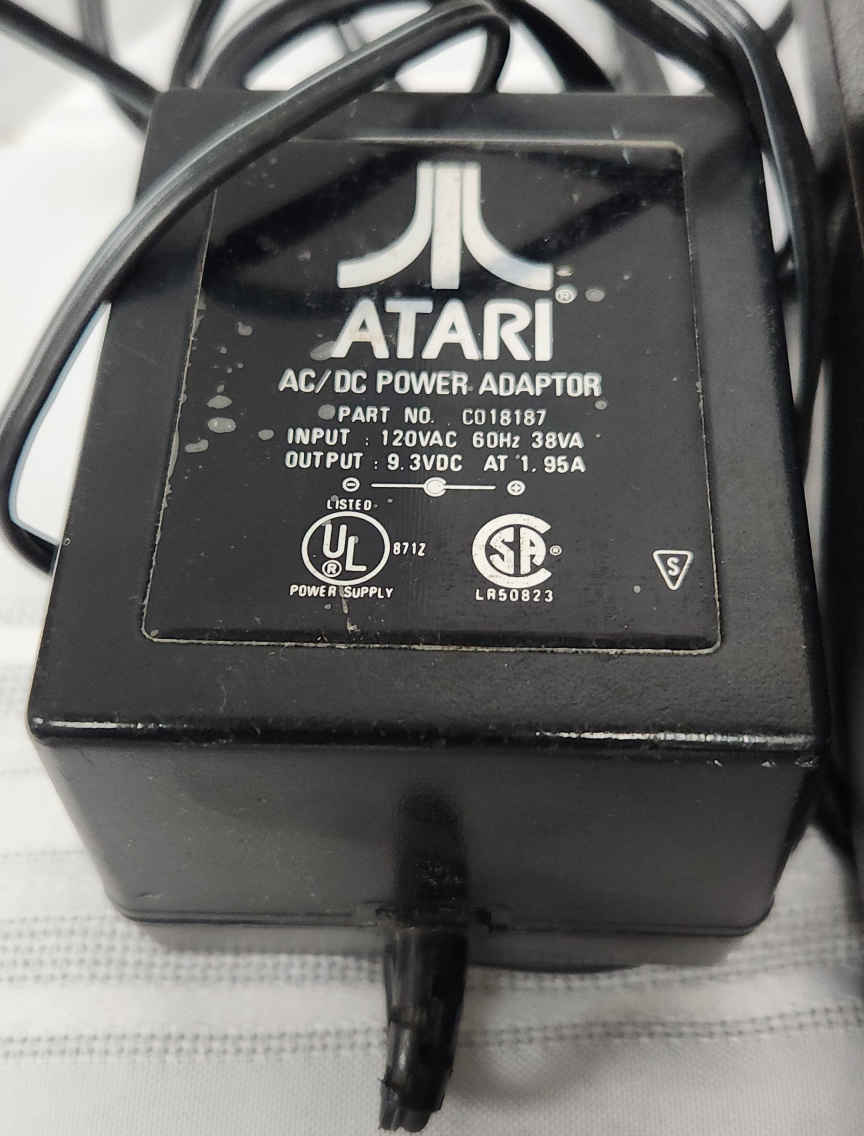 ATARI®
AC/DC POWER ADAPTOR
PART NO. C018187
INPUT : 120VAC 60Hz 38VA
OUTPUT : 9.3VDC AT 1.95A
LISTED
UL® 871Z
POWER SUPPLY
SA®
LR50823
S